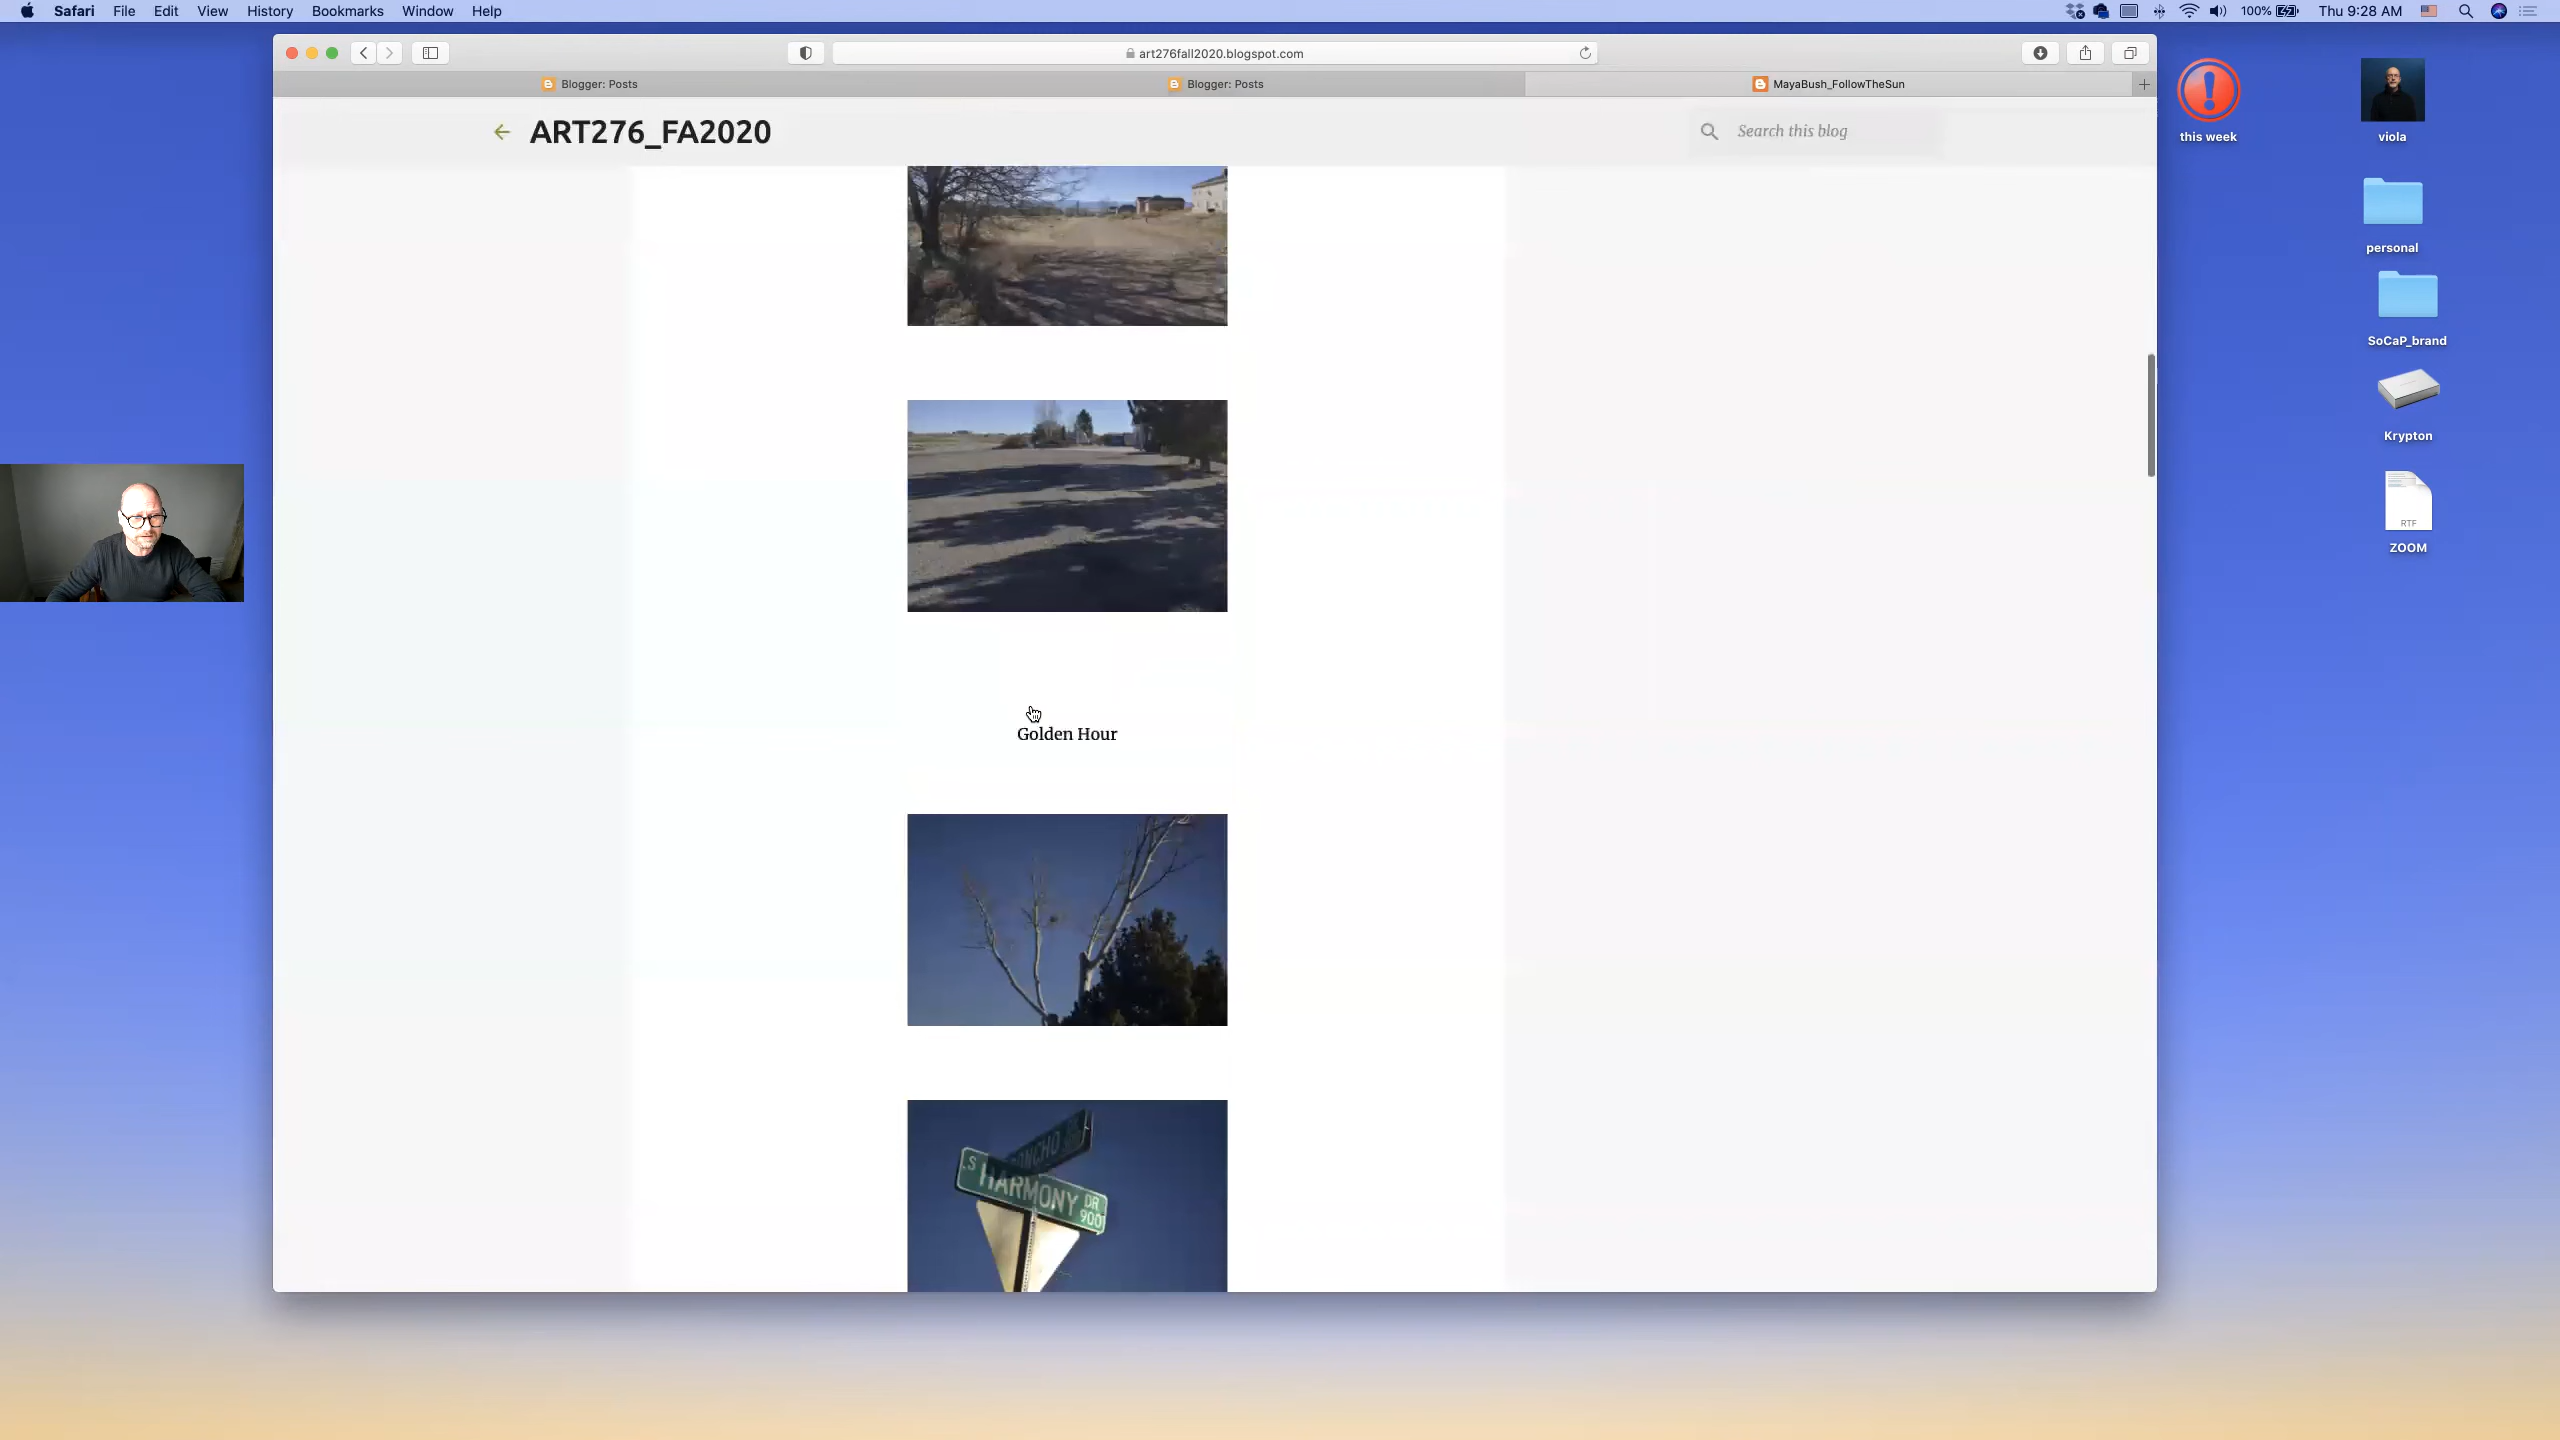 Safari File Edit View History Bookmarks Window Help
100% Thu 9:28 AM
art276fall2020.blogspot.com
Blogger: Posts
Blogger: Posts
MayaBush_FollowTheSun
ART276_FA2020
Search this blog
Golden Hour
S HARMONY DR
900
this week
viola
personal
SoCaP_brand
Krypton
RTF
ZOOM